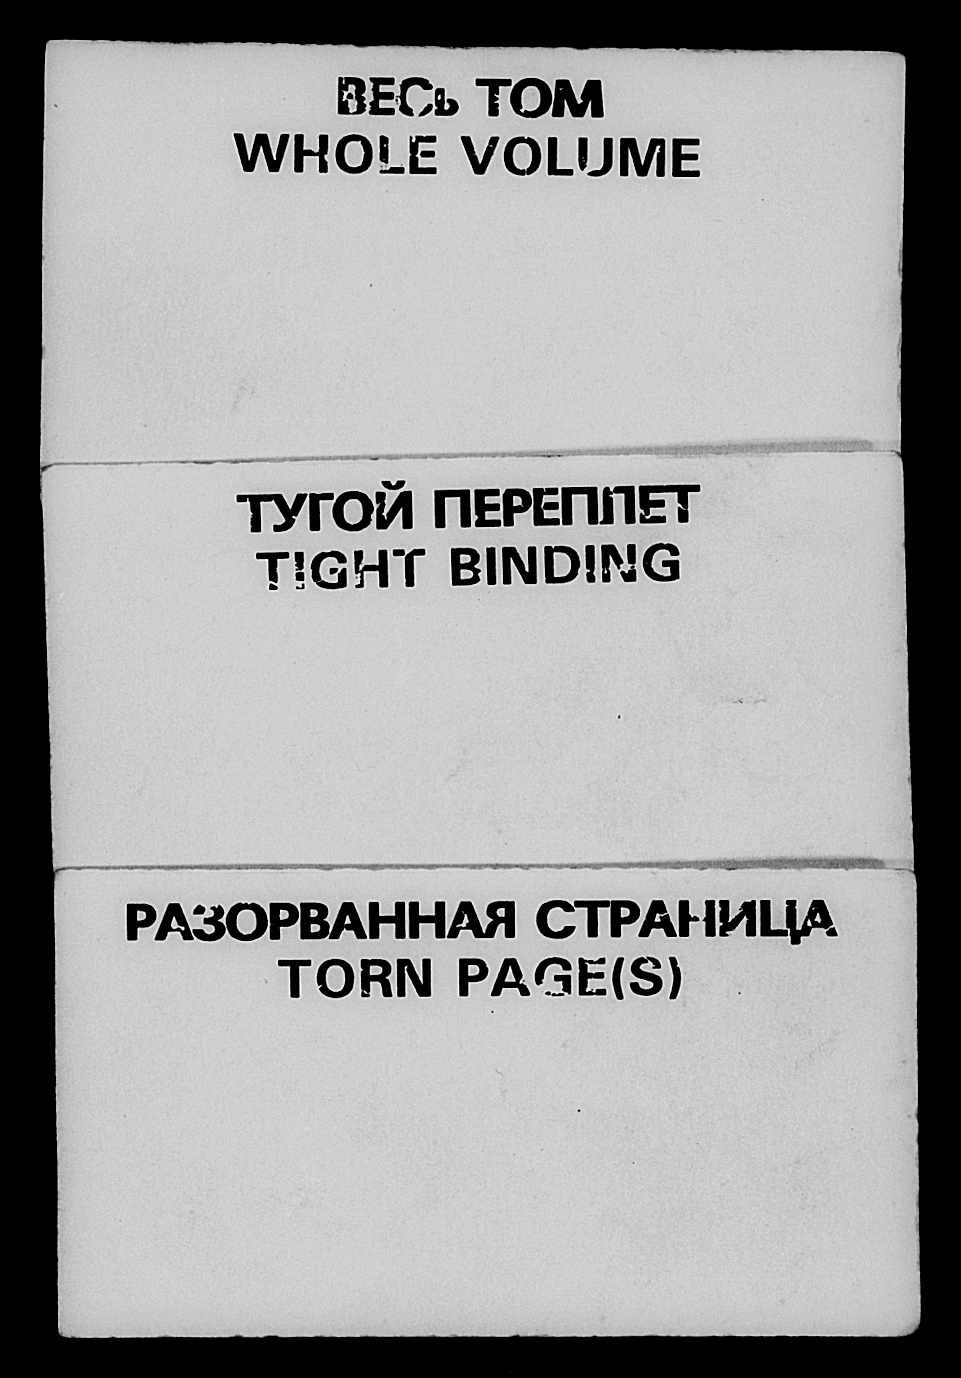 ВЕСЬ ТОМ
WHOLE VOLUME
ТУГОЙ ПЕРЕПЛЕТ
TIGHT BINDING
РАЗОРВАННАЯ СТРАНИЦА
TORN PAGE(S)